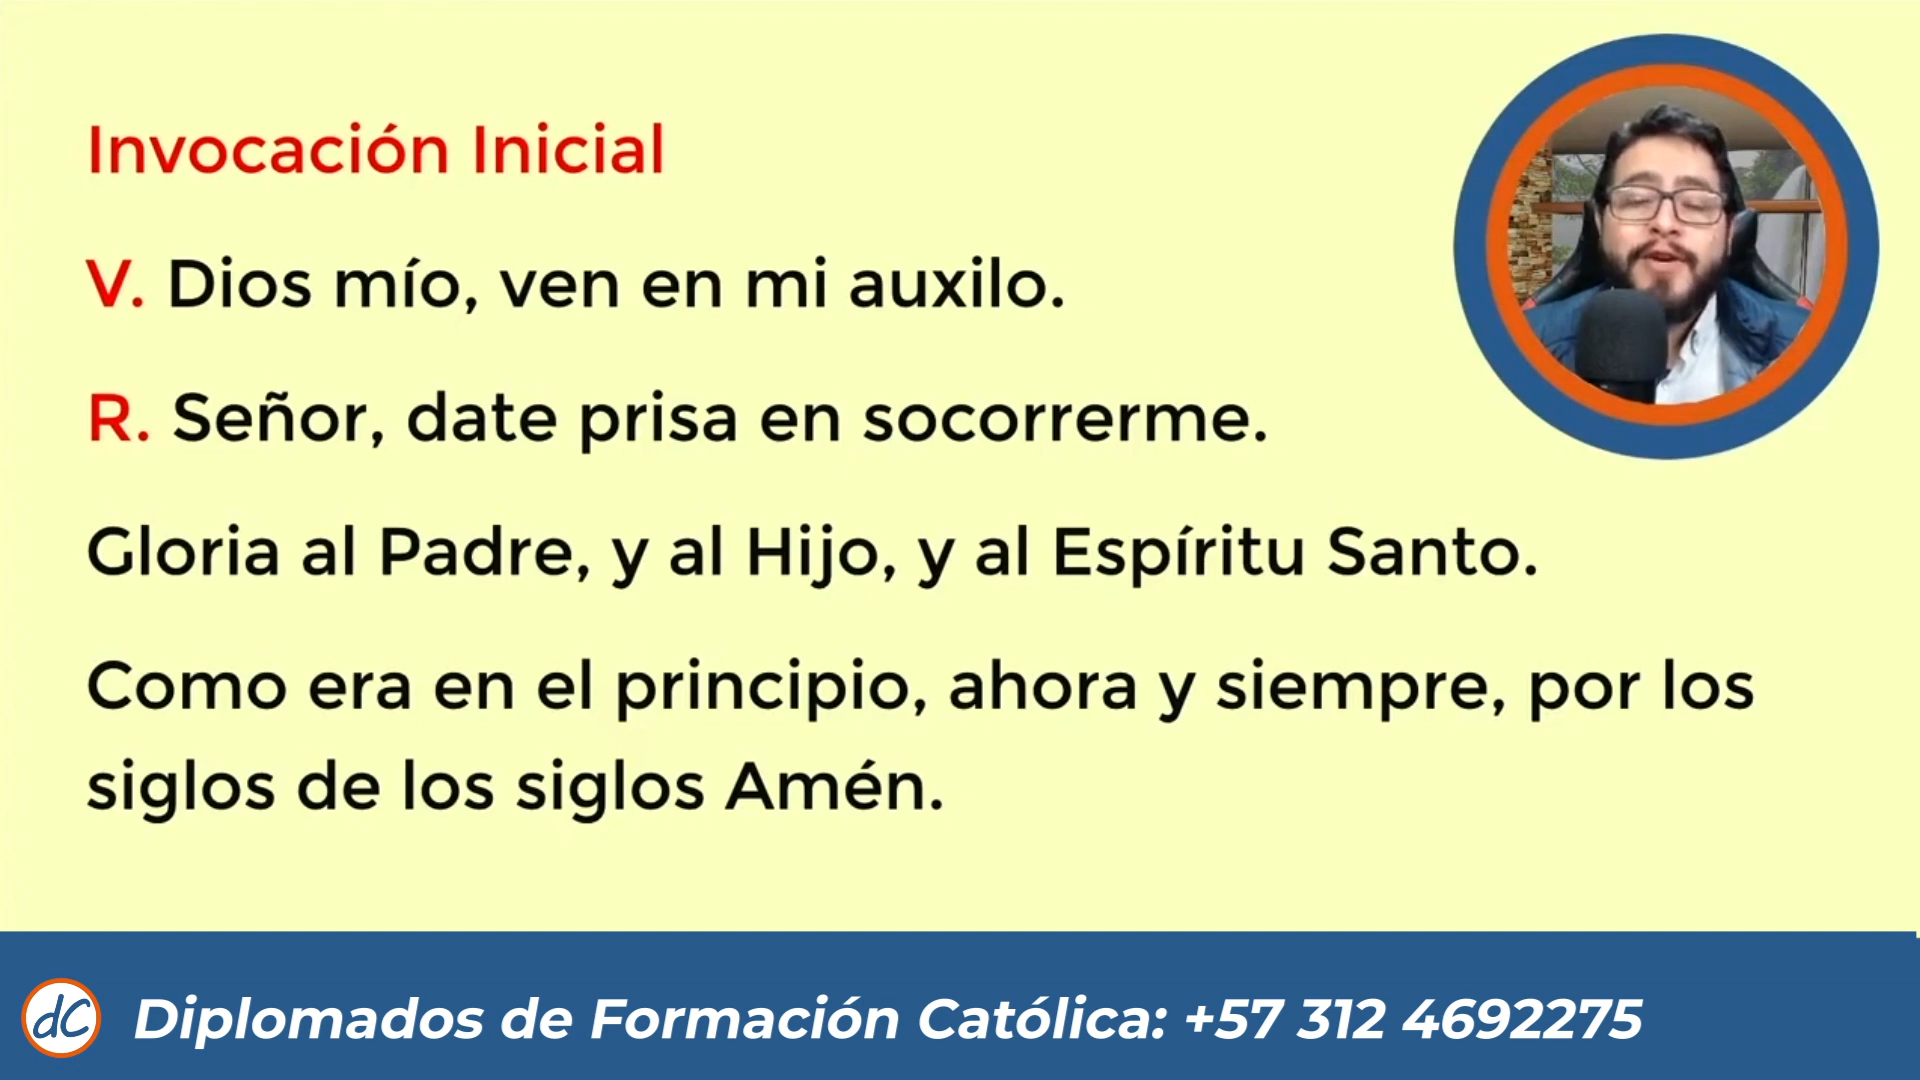 Invocación Inicial
V. Dios mío, ven en mi auxilo.
R. Señor, date prisa en socorrerme.
Gloria al Padre, y al Hijo, y al Espíritu Santo.
Como era en el principio, ahora y siempre, por los
siglos de los siglos Amén.
dC Diplomados de Formación Católica: +57 312 4692275